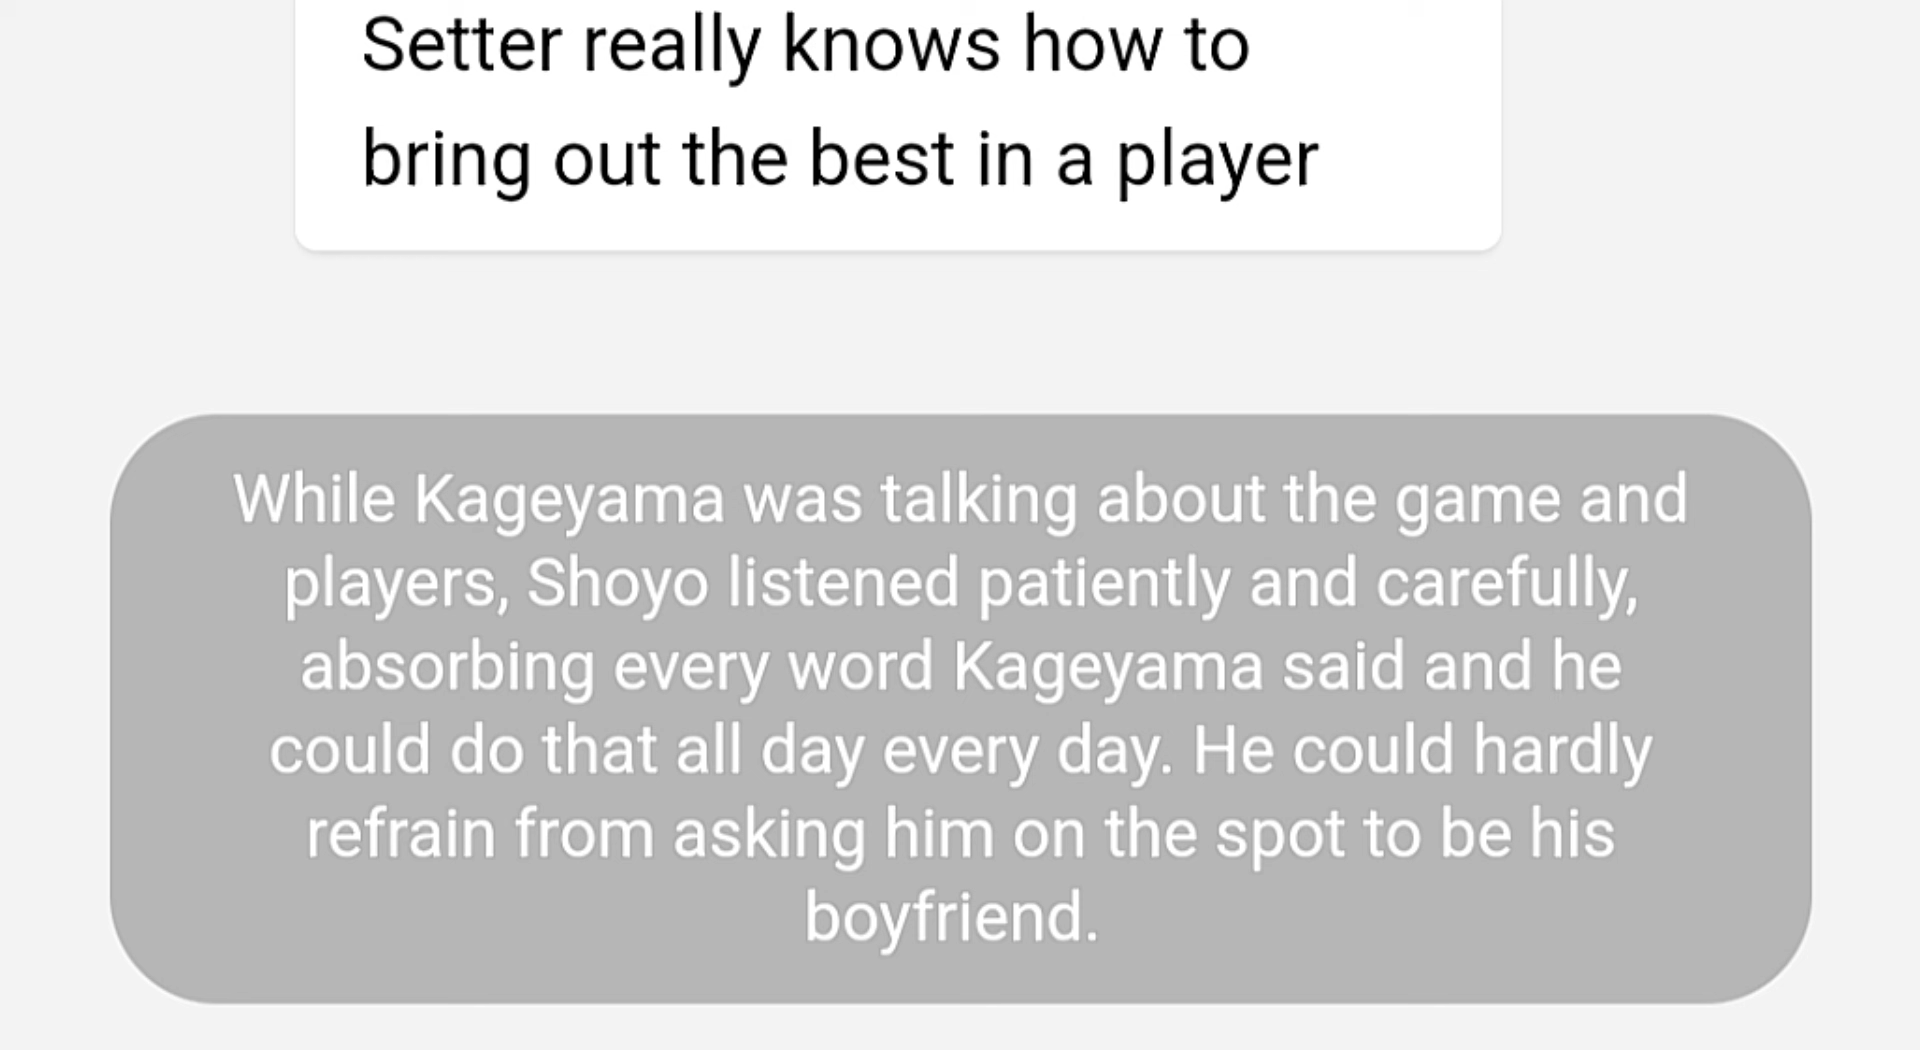 Setter really knows how to
bring out the best in a player
While Kageyama was talking about the game and
players, Shoyo listened patiently and carefully,
absorbing every word Kageyama said and he
could do that all day every day. He could hardly
refrain from asking him on the spot to be his
boyfriend.